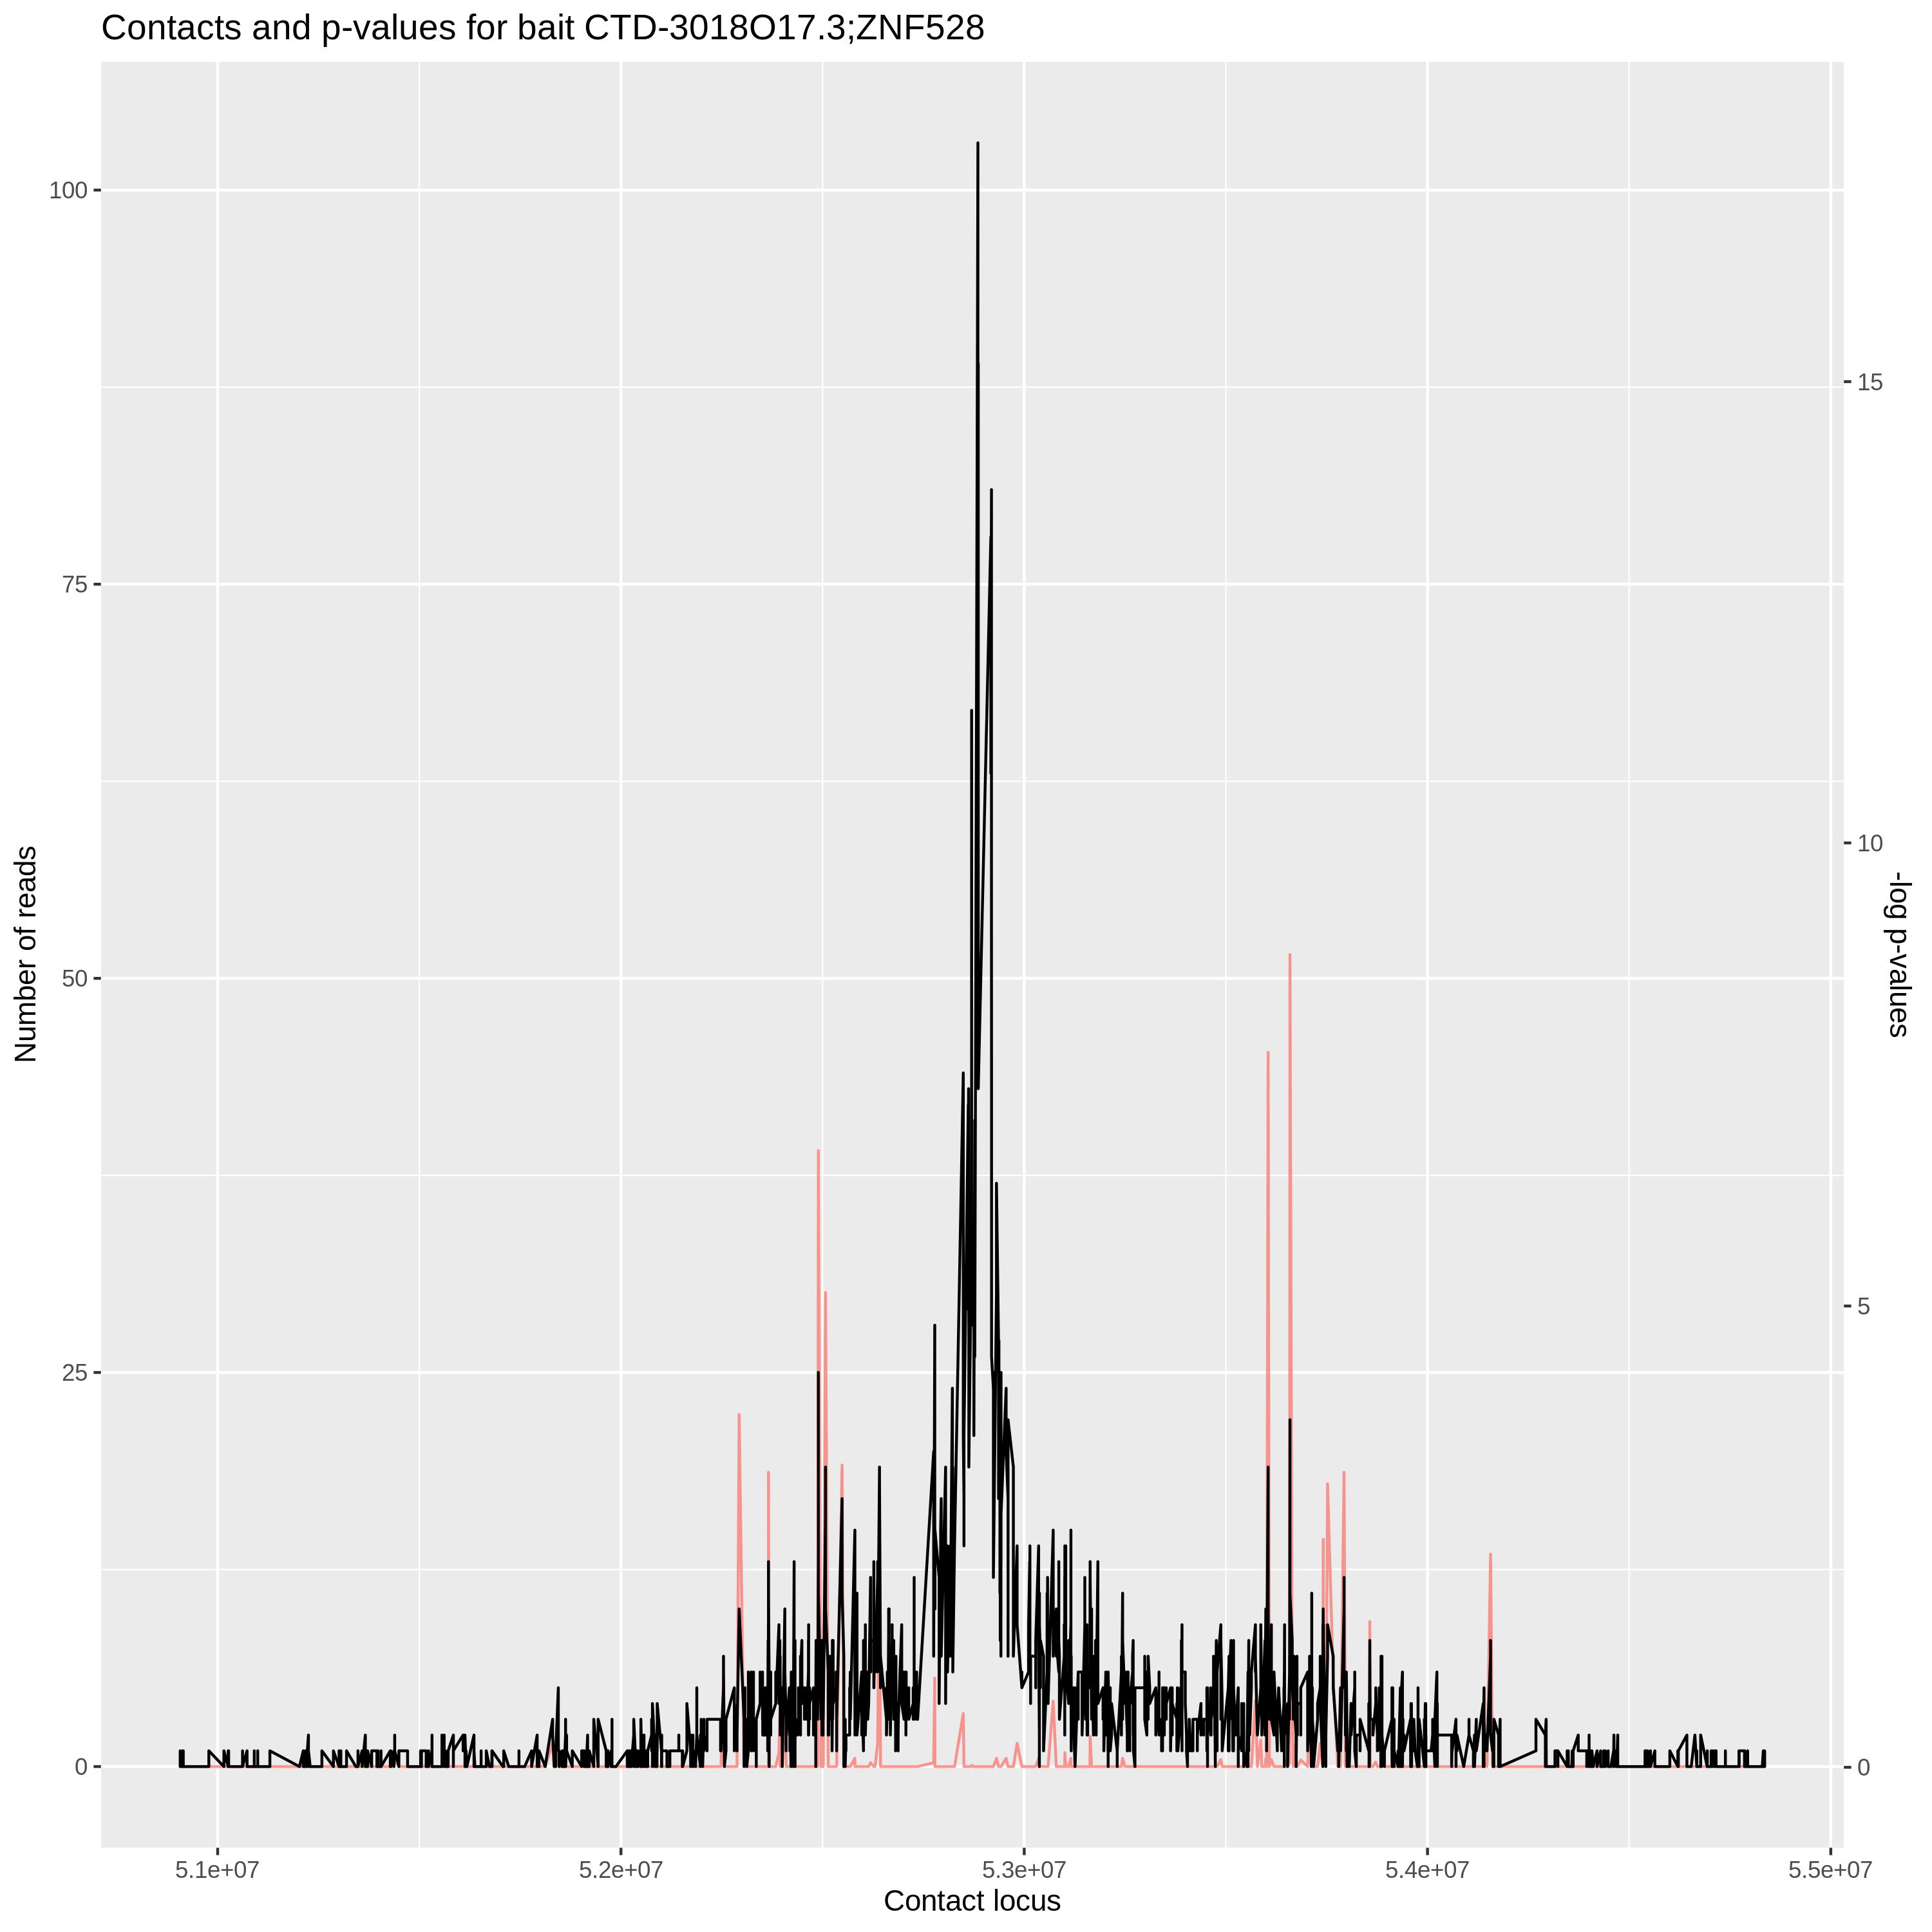 Contacts and p-values for bait CTD-3018O17.3;ZNF528
100
75
50
25
0
Number of reads
15
10
5
0
-log p-values
5.1e+07
5.2e+07
5.3e+07
5.4e+07
5.5e+07
Contact locus